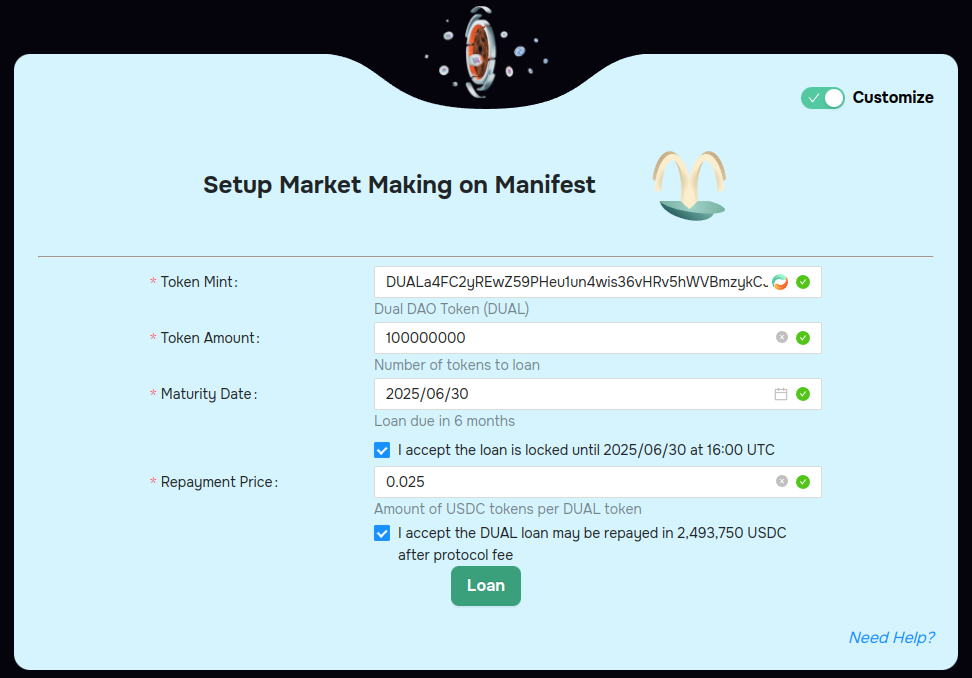 Customize
Setup Market Making on Manifest
* Token Mint:
DUALa4FC2yREwZ59PHeu1un4wis36vHRv5hWVBmzykCJ
Dual DAO Token (DUAL)
* Token Amount:
100000000
Number of tokens to loan
* Maturity Date:
2025/06/30
Loan due in 6 months
I accept the loan is locked until 2025/06/30 at 16:00 UTC
* Repayment Price:
0.025
Amount of USDC tokens per DUAL token
I accept the DUAL loan may be repayed in 2,493,750 USDC
after protocol fee
Loan
Need Help?